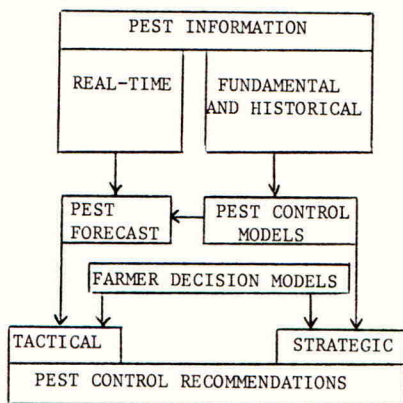 PEST INFORMATION
REAL-TIME
FUNDAMENTAL
AND HISTORICAL
PEST
FORECAST
PEST CONTROL
MODELS
FARMER DECISION MODELS
TACTICAL
STRATEGIC
PEST CONTROL RECOMMENDATIONS